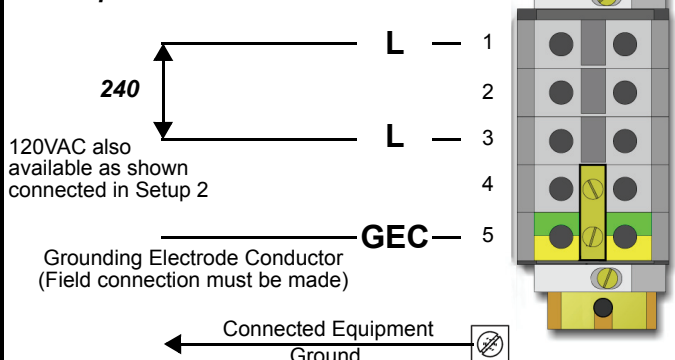 L 1
240
2
120VAC also
available as shown
connected in Setup 2
L 3
4
GEC 5
Grounding Electrode Conductor
(Field connection must be made)
Connected Equipment
Ground